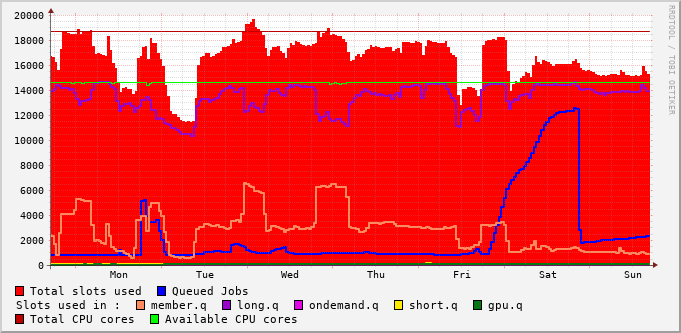 20000
18000
16000
14000
12000
10000
8000
6000
4000
2000
0
Mon Tue Wed Thu Fri Sat Sun
RRDTOOL / TOBI OETIKER
Total slots used Queued Jobs
Slots used in : member.q long.q ondemand.q short.q gpu.q
Total CPU cores Available CPU cores